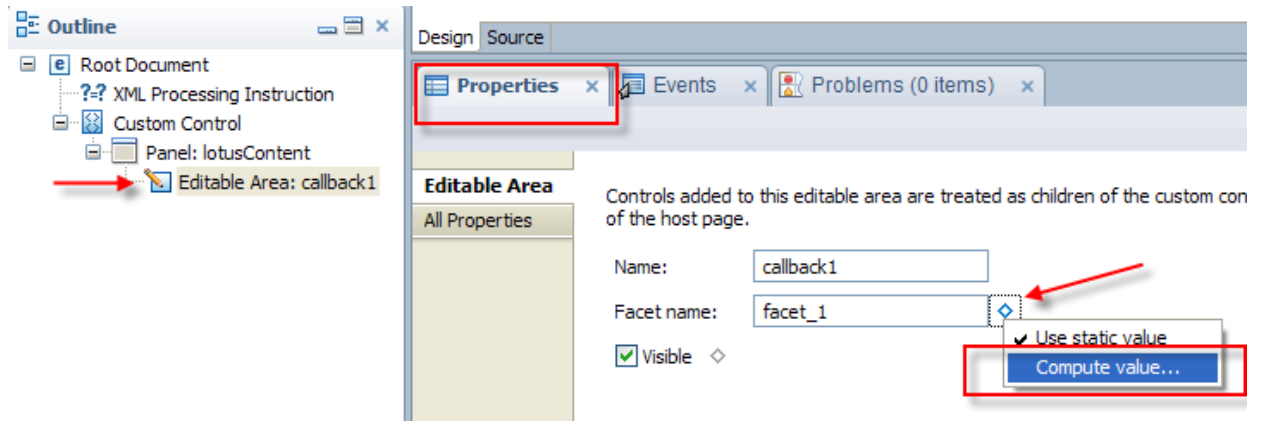 Outline
Root Document
?=? XML Processing Instruction
Custom Control
Panel: lotusContent
Editable Area: callback1
Design Source
Properties Events Problems (0 items)
Editable Area
All Properties
Controls added to this editable area are treated as children of the custom con
of the host page.
Name: callback1
Facet name: facet_1
Visible
Use static value
Compute value...